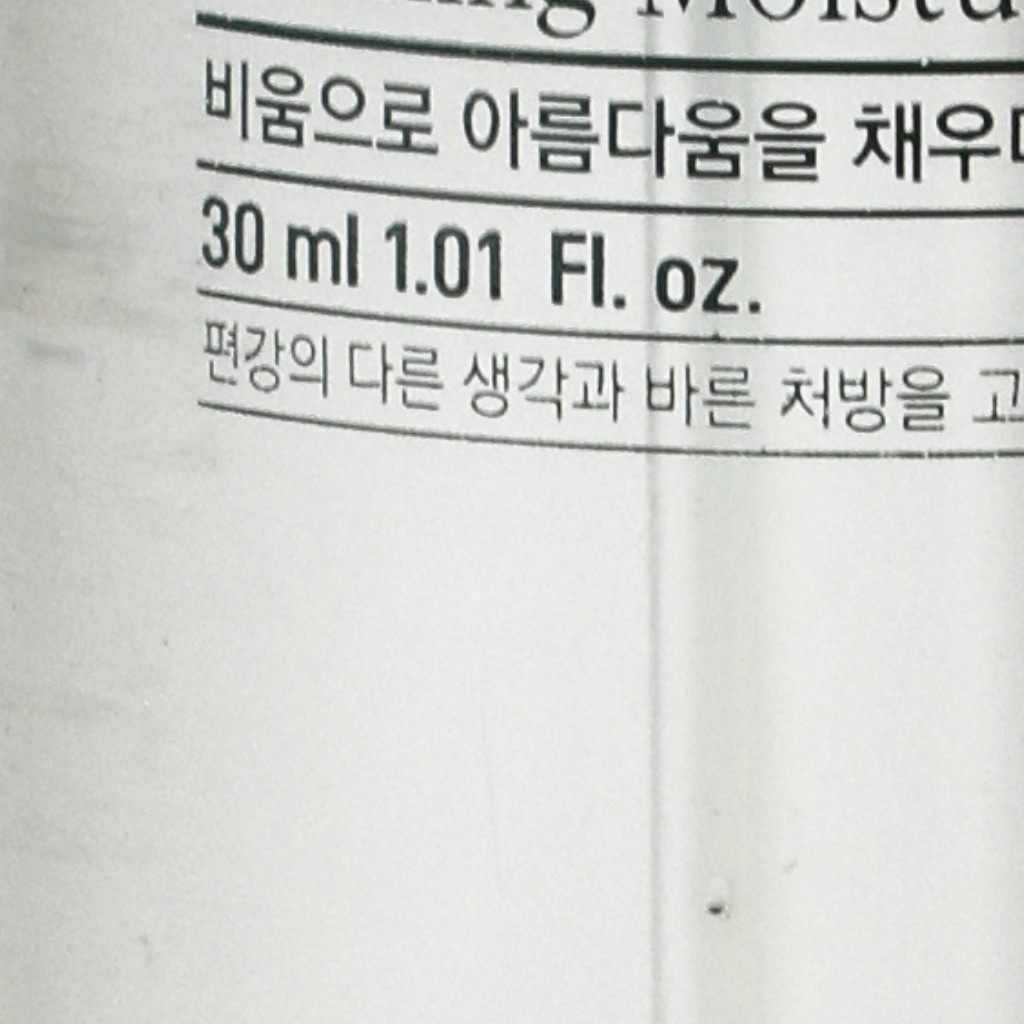 비움으로 아름다움을 채우
30 ml 1.01 Fl. oz.
편강의 다른 생각과 바른 처방을 고